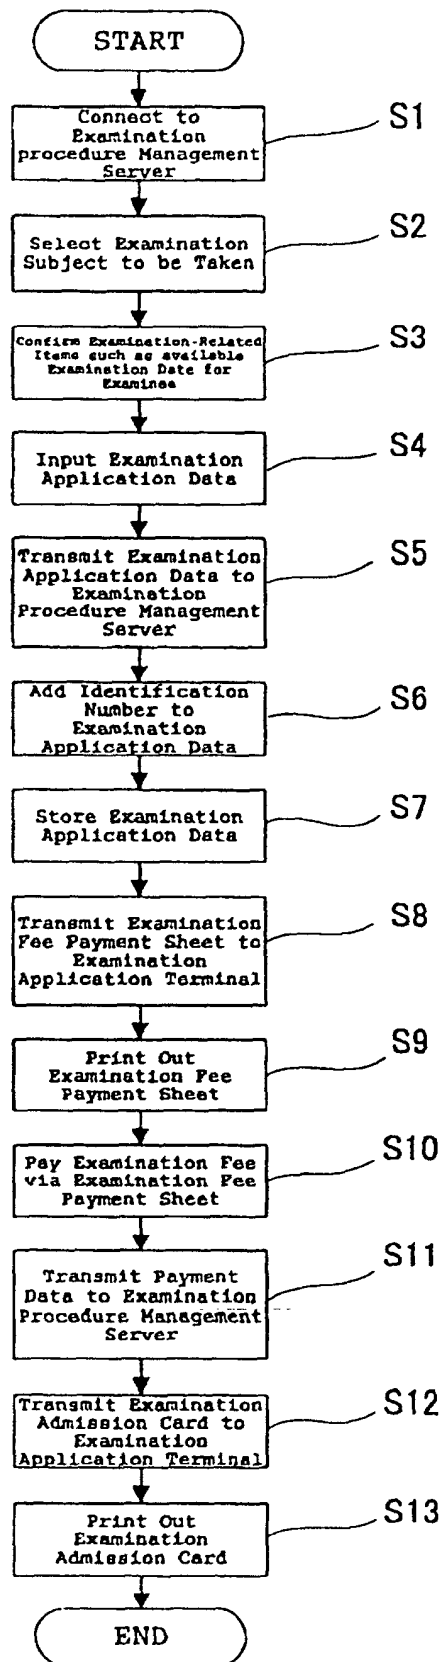 START
Connect to
Examination
procedure Management
Server
S1
Select Examination
Subject to be Taken
S2
Confirm Examination-Related
Items such as available
Examination Date for
Examinee
S3
Input Examination
Application Data
S4
Transmit Examination
Application Data to
Examination
Procedure Management
Server
S5
Add Identification
Number to
Examination
Application Data
S6
Store Examination
Application Data
S7
Transmit Examination
Fee Payment Sheet to
Examination
Application Terminal
S8
Print Out
Examination Fee
Payment Sheet
S9
Pay Examination Fee
via Examination Fee
Payment Sheet
S10
Transmit Payment
Data to Examination
Procedure Management
Server
S11
Transmit Examination
Admission Card to
Examination
Application Terminal
S12
Print Out
Examination
Admission Card
S13
END